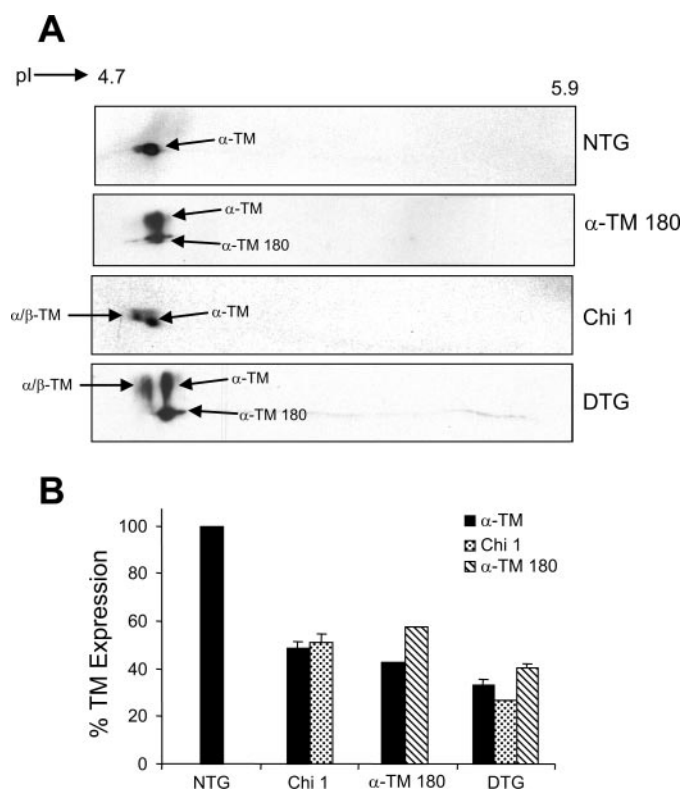 A
pI 4.7
5.9
α-TM
NTG
α-TM
α-TM 180
α-TM 180
α/β-TM
α-TM
Chi 1
α/β-TM
α-TM
α-TM 180
DTG
B
% TM Expression
100
80
60
40
20
0
α-TM
Chi 1
α-TM 180
NTG Chi 1 α-TM 180 DTG